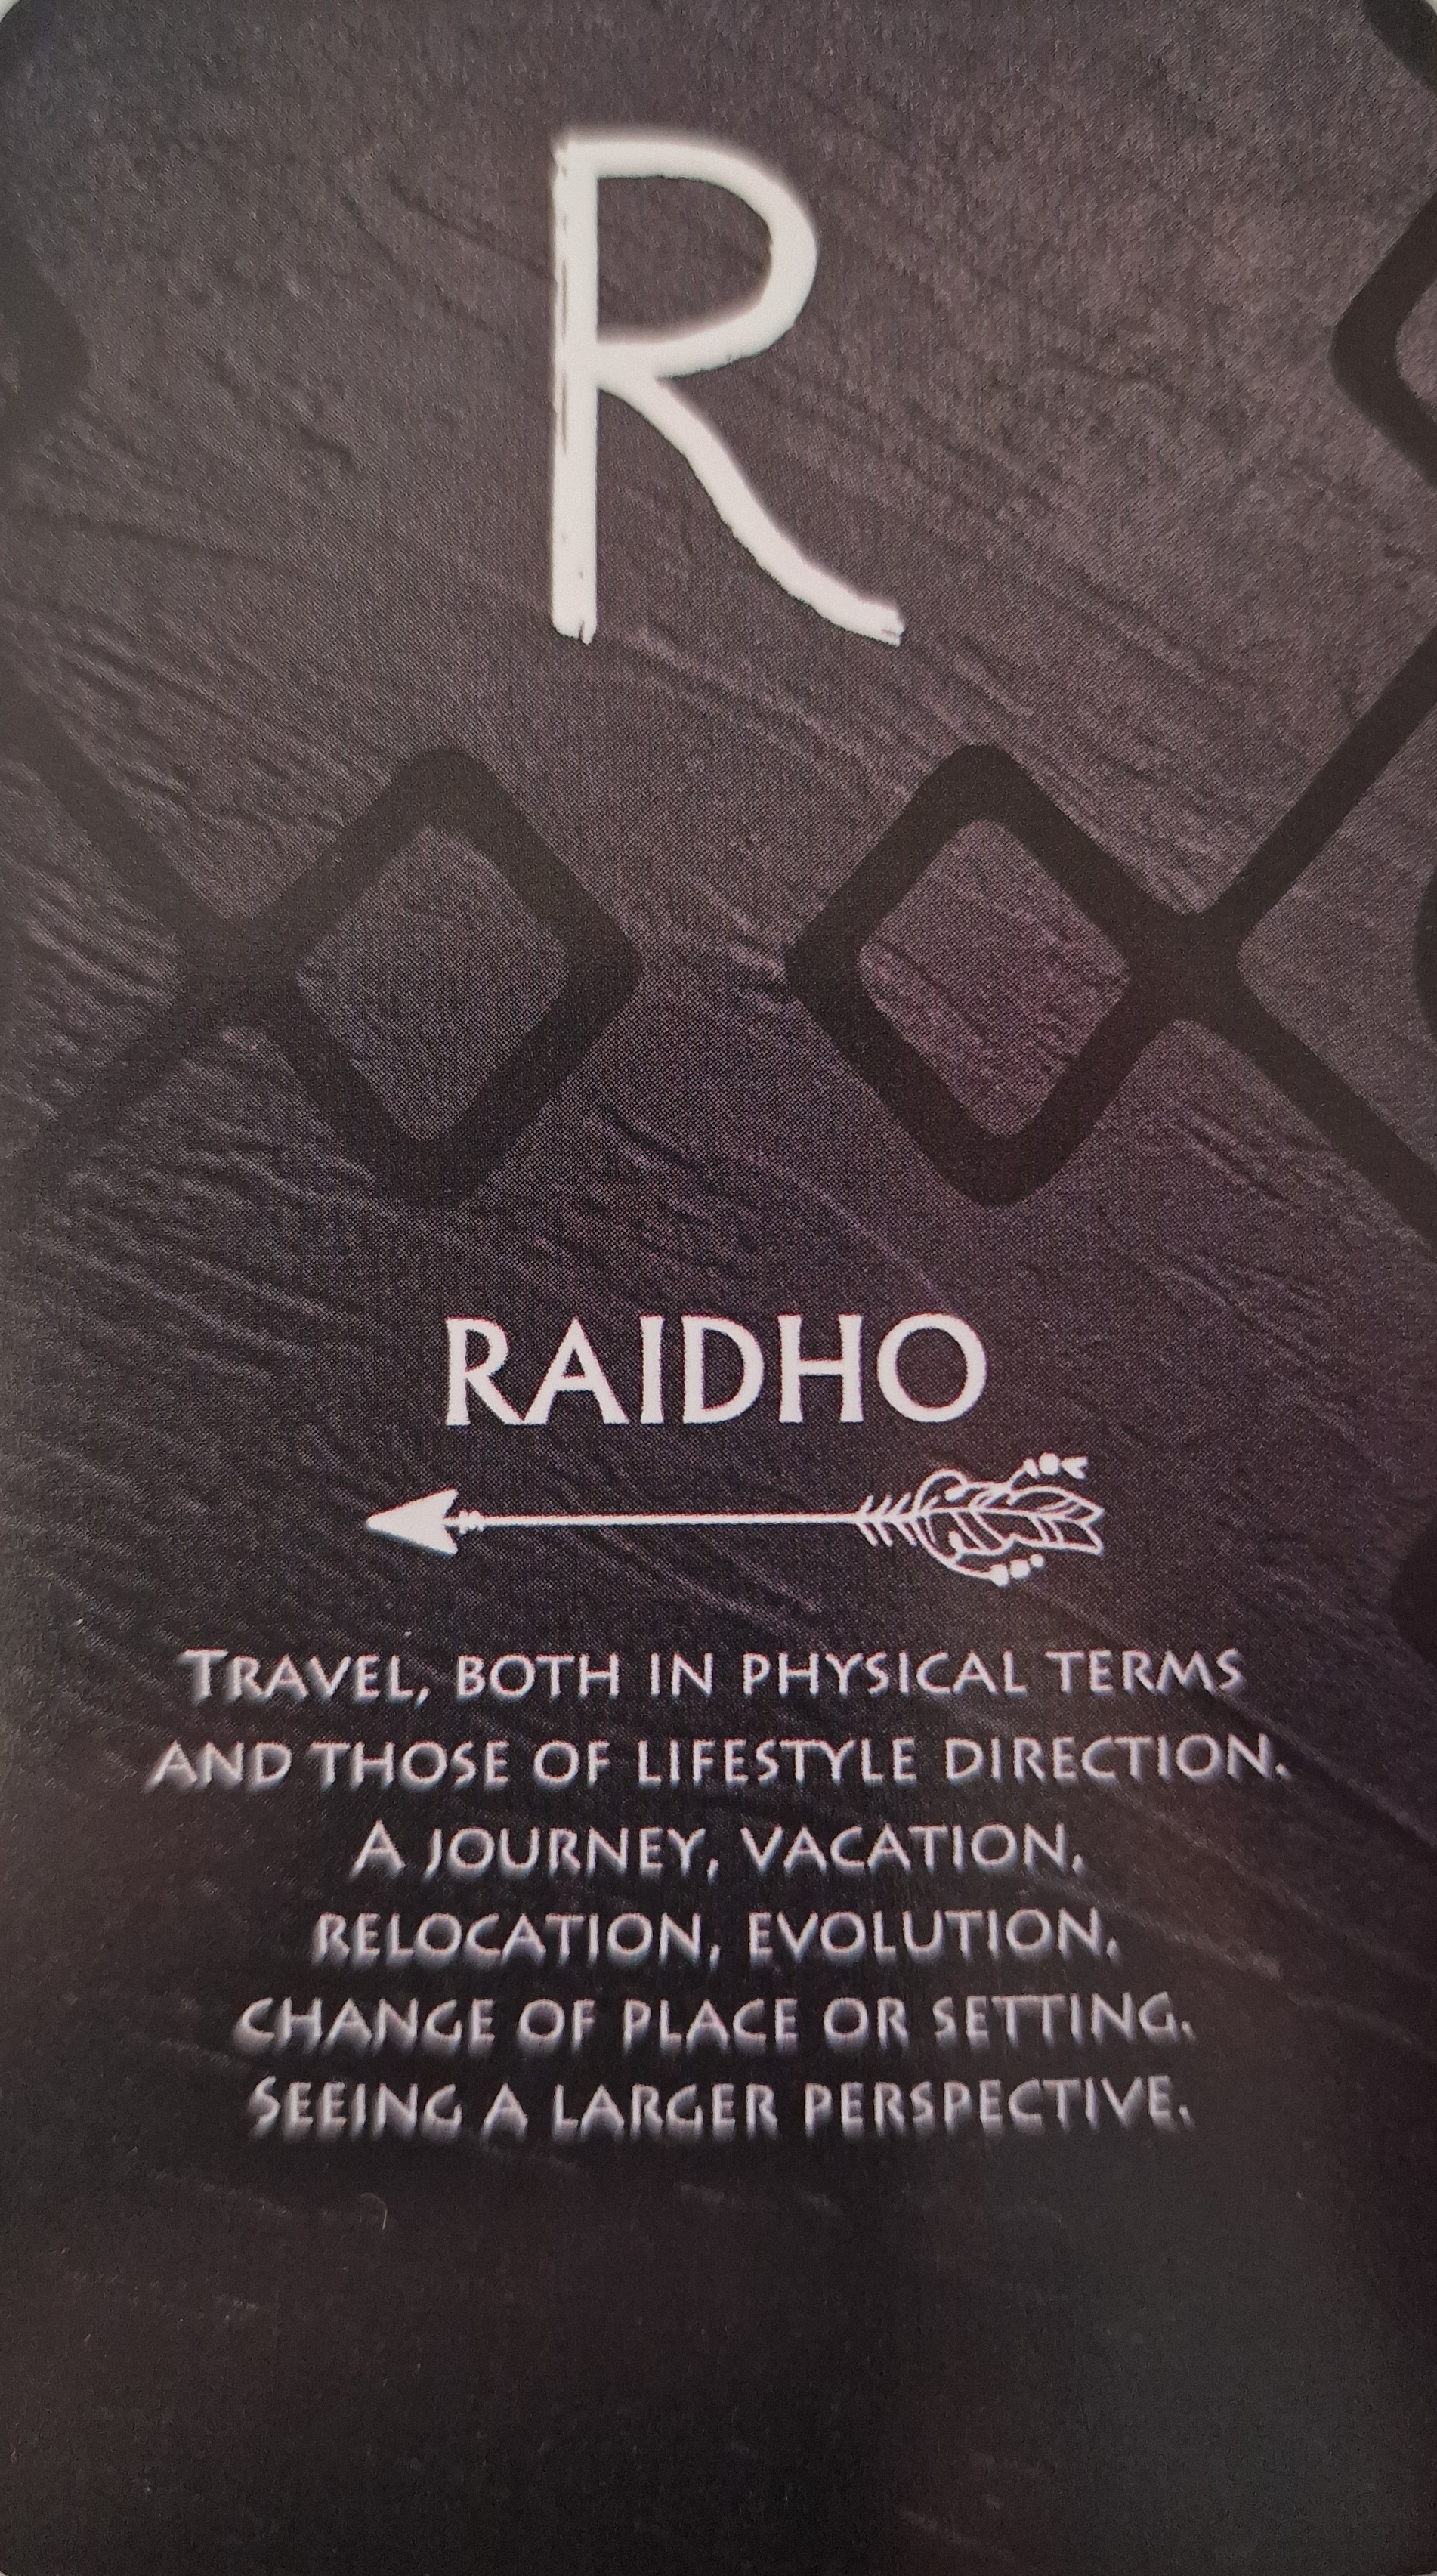 R
RAIDHO
TRAVEL, BOTH IN PHYSICAL TERMS
AND THOSE OF LIFESTYLE DIRECTION.
A JOURNEY, VACATION,
RELOCATION, EVOLUTION,
CHANGE OF PLACE OR SETTING.
SEEING A LARGER PERSPECTIVE.